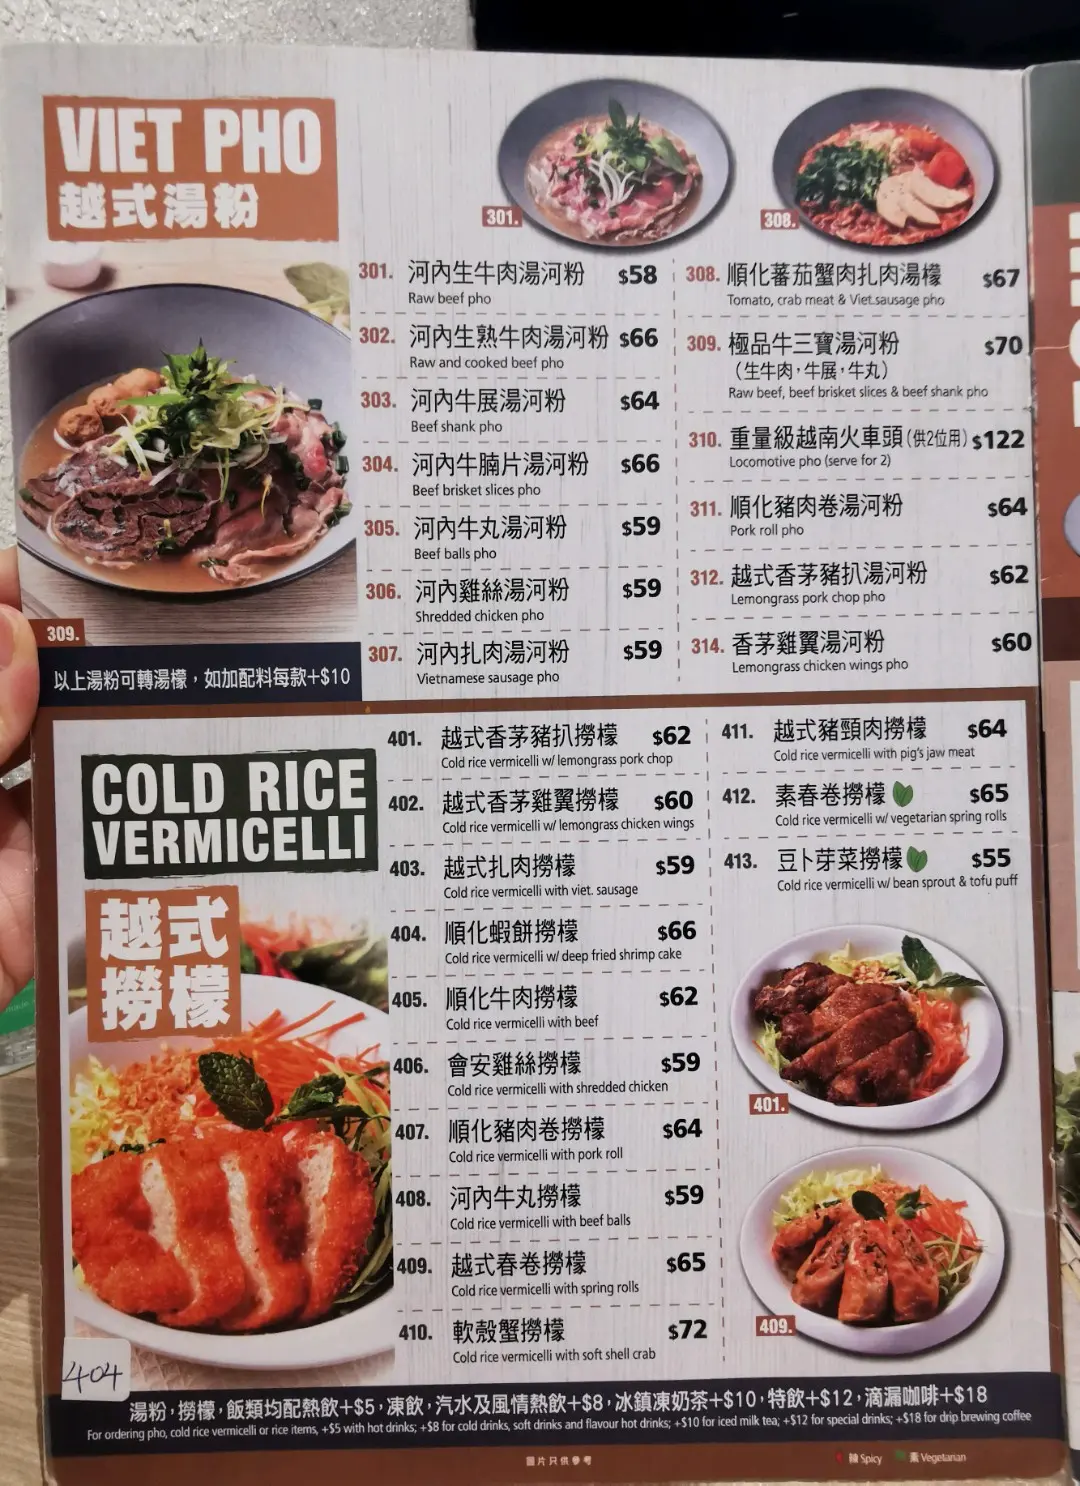 VIET PHO
越式湯粉
301.
308.
309.
301. 河內生牛肉湯河粉 $58
Raw beef pho
302. 河內生熟牛肉湯河粉 $66
Raw and cooked beef pho
303. 河內牛展湯河粉 $64
Beef shank pho
304. 河內牛腩片湯河粉 $66
Beef brisket slices pho
305. 河內牛丸湯河粉 $59
Beef balls pho
306. 河內雞絲湯河粉 $59
Shredded chicken pho
307. 河內扎肉湯河粉 $59
Vietnamese sausage pho
308. 順化蕃茄蟹肉扎肉湯檬 $67
Tomato, crab meat & Viet.sausage pho
309. 極品牛三寶湯河粉 $70
（生牛肉，牛展，牛丸）
Raw beef, beef brisket slices & beef shank pho
310. 重量級越南火車頭(供2位用) $122
Locomotive pho (serve for 2)
311. 順化豬肉卷湯河粉 $64
Pork roll pho
312. 越式香茅豬扒湯河粉 $62
Lemongrass pork chop pho
314. 香茅雞翼湯河粉 $60
Lemongrass chicken wings pho
以上湯粉可轉湯檬，如加配料每款+$10
COLD RICE
VERMICELLI
越式
撈檬
401. 越式香茅豬扒撈檬 $62
Cold rice vermicelli w/ lemongrass pork chop
402. 越式香茅雞翼撈檬 $60
Cold rice vermicelli w/ lemongrass chicken wings
403. 越式扎肉撈檬 $59
Cold rice vermicelli with viet. sausage
404. 順化蝦餅撈檬 $66
Cold rice vermicelli w/ deep fried shrimp cake
405. 順化牛肉撈檬 $62
Cold rice vermicelli with beef
406. 會安雞絲撈檬 $59
Cold rice vermicelli with shredded chicken
407. 順化豬肉卷撈檬 $64
Cold rice vermicelli with pork roll
408. 河內牛丸撈檬 $59
Cold rice vermicelli with beef balls
409. 越式春卷撈檬 $65
Cold rice vermicelli with spring rolls
410. 軟殼蟹撈檬 $72
Cold rice vermicelli with soft shell crab
411. 越式豬頸肉撈檬 $64
Cold rice vermicelli with pig's jaw meat
412. 素春卷撈檬 $65
Cold rice vermicelli w/ vegetarian spring rolls
413. 豆卜芽菜撈檬 $55
Cold rice vermicelli w/ bean sprout & tofu puff
401.
409.
404
湯粉，撈檬，飯類均配熱飲+$5，凍飲，汽水及風情熱飲+$8，冰鎮凍奶茶+$10，特飲+$12，滴漏咖啡+$18
For ordering pho, cold rice vermicelli or rice items, +$5 with hot drinks; +$8 for cold drinks, soft drinks and flavour hot drinks; +$10 for iced milk tea; +$12 for special drinks; +$18 for drip brewing coffee
圖片只供參考
辣 Spicy 素 Vegetarian